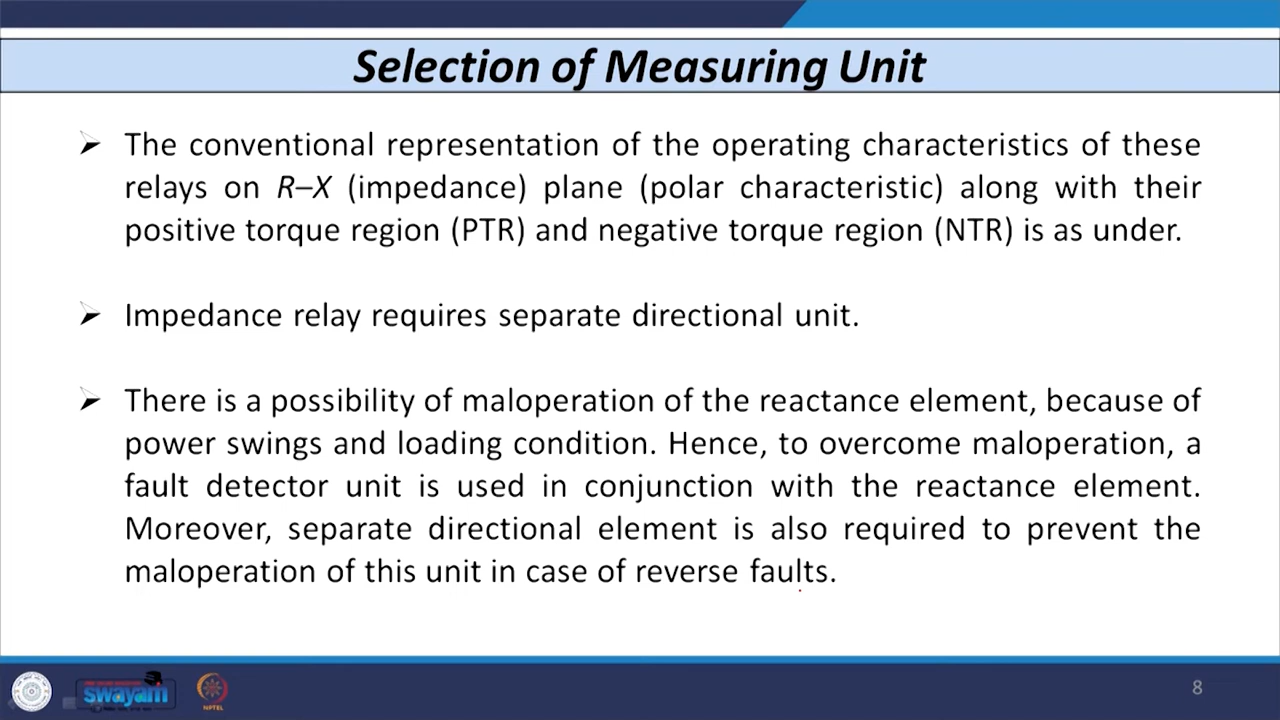 Selection of Measuring Unit
The conventional representation of the operating characteristics of these
relays on R–X (impedance) plane (polar characteristic) along with their
positive torque region (PTR) and negative torque region (NTR) is as under.
Impedance relay requires separate directional unit.
There is a possibility of maloperation of the reactance element, because of
power swings and loading condition. Hence, to overcome maloperation, a
fault detector unit is used in conjunction with the reactance element.
Moreover, separate directional element is also required to prevent the
maloperation of this unit in case of reverse faults.
swayam
NPTEL
8